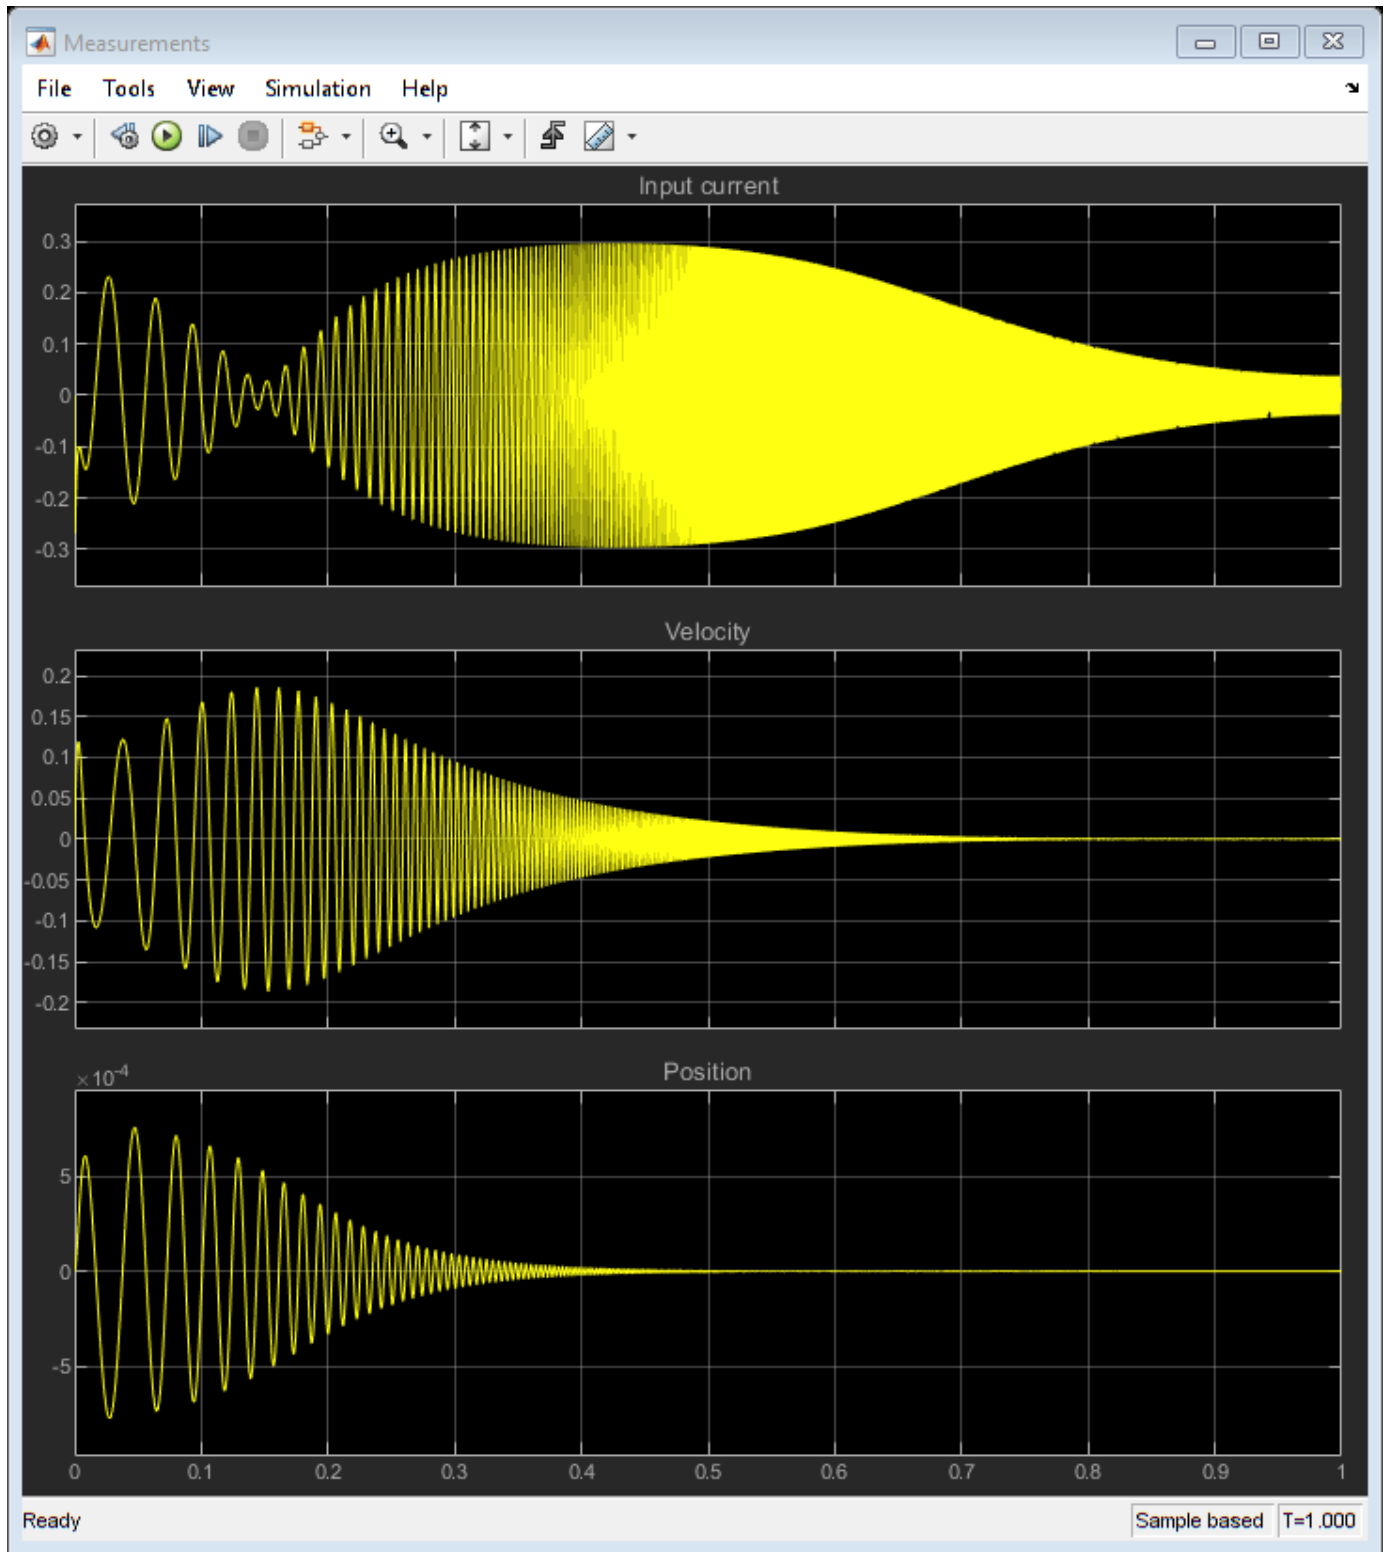 Measurements
File Tools View Simulation Help
Input current
0.3
0.2
0.1
0
-0.1
-0.2
-0.3
Velocity
0.2
0.15
0.1
0.05
0
-0.05
-0.1
-0.15
-0.2
×10-4
Position
5
0
-5
0 0.1 0.2 0.3 0.4 0.5 0.6 0.7 0.8 0.9 1
Ready Sample based T=1.000